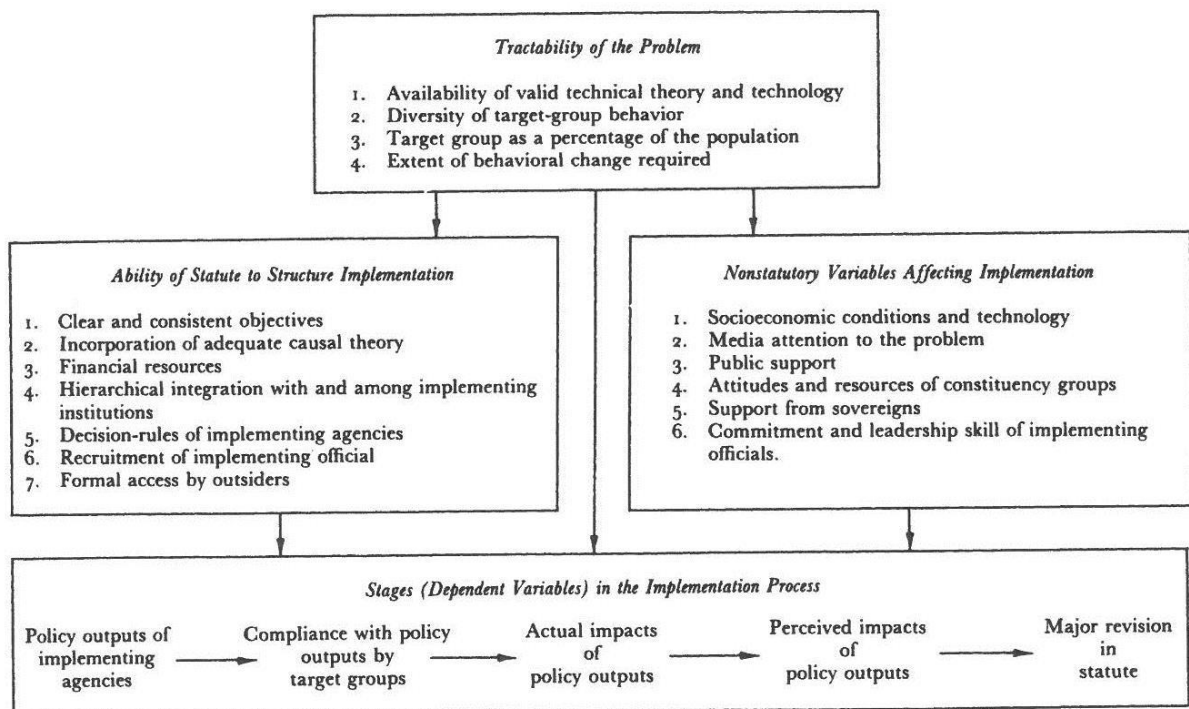 Tractability of the Problem
1. Availability of valid technical theory and technology
2. Diversity of target-group behavior
3. Target group as a percentage of the population
4. Extent of behavioral change required
Ability of Statute to Structure Implementation
1. Clear and consistent objectives
2. Incorporation of adequate causal theory
3. Financial resources
4. Hierarchical integration with and among implementing
institutions
5. Decision-rules of implementing agencies
6. Recruitment of implementing official
7. Formal access by outsiders
Nonstatutory Variables Affecting Implementation
1. Socioeconomic conditions and technology
2. Media attention to the problem
3. Public support
4. Attitudes and resources of constituency groups
5. Support from sovereigns
6. Commitment and leadership skill of implementing
officials.
Stages (Dependent Variables) in the Implementation Process
Policy outputs of
implementing
agencies
Compliance with policy
outputs by
target groups
Actual impacts
of
policy outputs
Perceived impacts
of
policy outputs
Major revision
in
statute